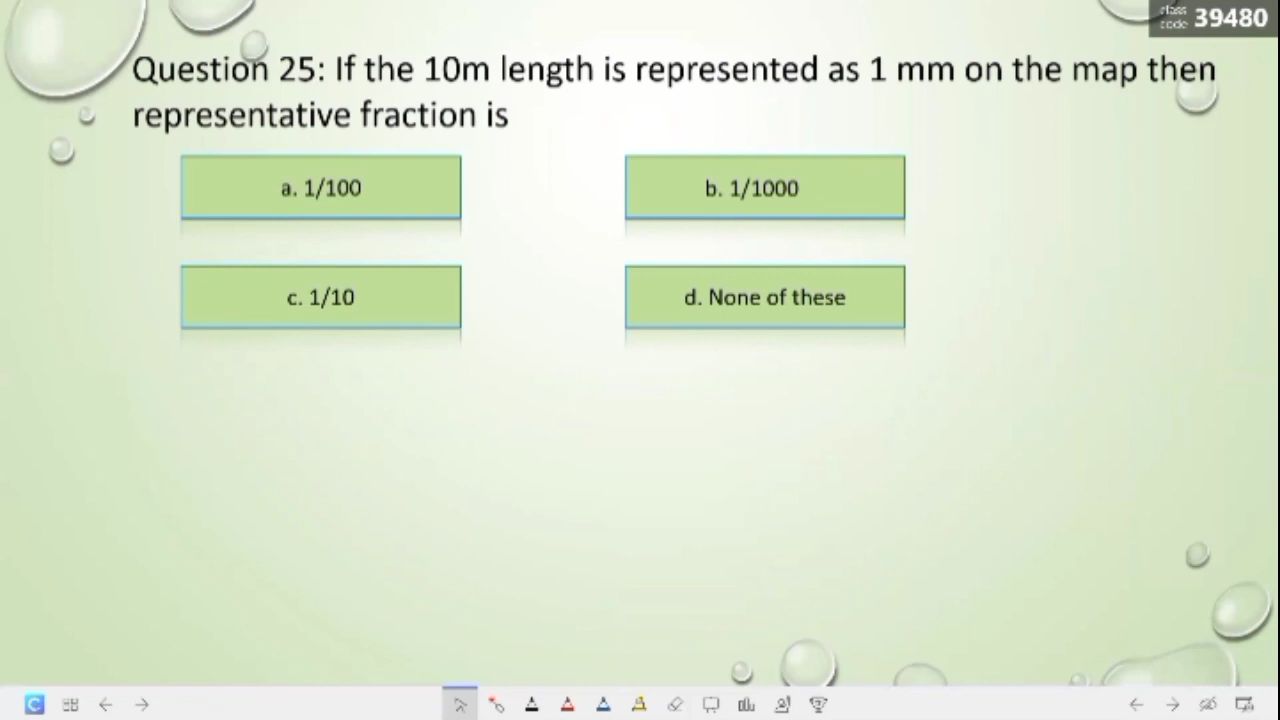 class
code 39480
Question 25: If the 10m length is represented as 1 mm on the map then
representative fraction is
a. 1/100
b. 1/1000
c. 1/10
d. None of these